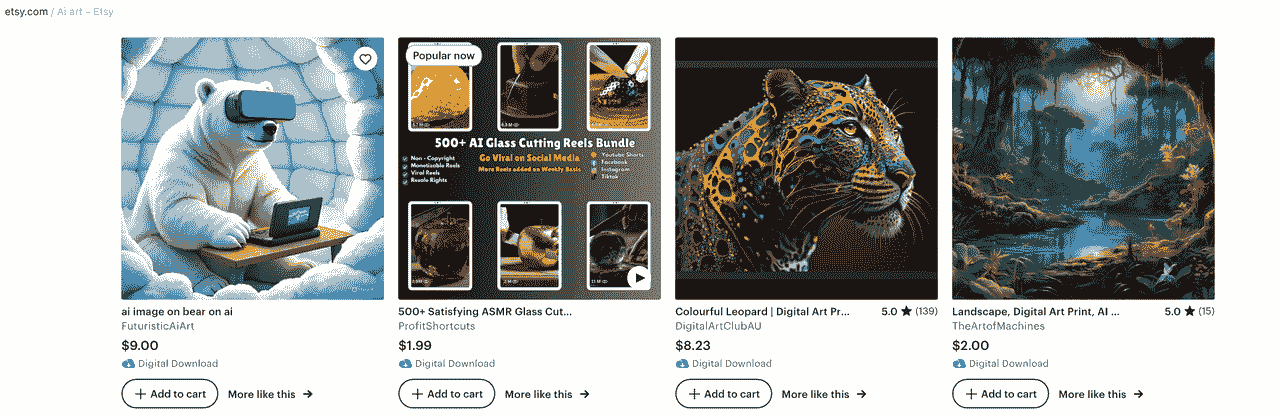 etsy.com / Ai art – Etsy
Popular now
500+ AI Glass Cutting Reels Bundle
Non - Copyright
Monetizable Reels
Viral Reels
Resale Rights
Go Viral on Social Media
More Reels added on Weekly Basis
Youtube Shorts
Facebook
Instagram
Tiktok
ai image on bear on ai
FuturisticAiArt
$9.00
Digital Download
+ Add to cart
More like this →
500+ Satisfying ASMR Glass Cut...
ProfitShortcuts
$1.99
Digital Download
+ Add to cart
More like this →
Colourful Leopard | Digital Art Pr...
5.0 ★ (139)
DigitalArtClubAU
$8.23
Digital Download
+ Add to cart
More like this →
Landscape, Digital Art Print, AI ...
5.0 ★ (15)
TheArtofMachines
$2.00
Digital Download
+ Add to cart
More like this →